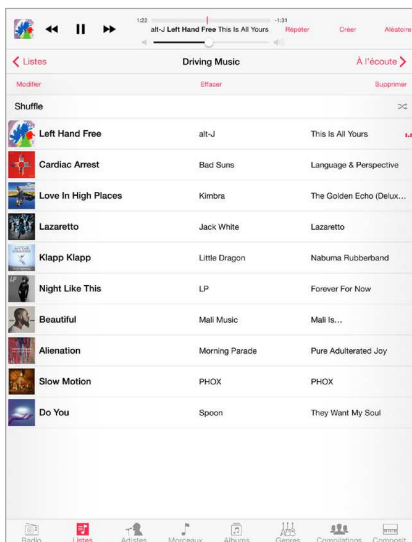 1:22 -1:31
alt-J Left Hand Free This Is All Yours Répéter Créer Aléatoire
Listes Driving Music À l'écoute
Modifier Effacer Supprimer
Shuffle
Left Hand Free alt-J This Is All Yours
Cardiac Arrest Bad Suns Language & Perspective
Love In High Places Kimbra The Golden Echo (Delux…
Lazaretto Jack White Lazaretto
Klapp Klapp Little Dragon Nabuma Rubberband
Night Like This LP Forever For Now
Beautiful Mali Music Mali Is…
Alienation Morning Parade Pure Adulterated Joy
Slow Motion PHOX PHOX
Do You Spoon They Want My Soul
Radio Listes Artistes Morceaux Albums Genres Compilations Composit